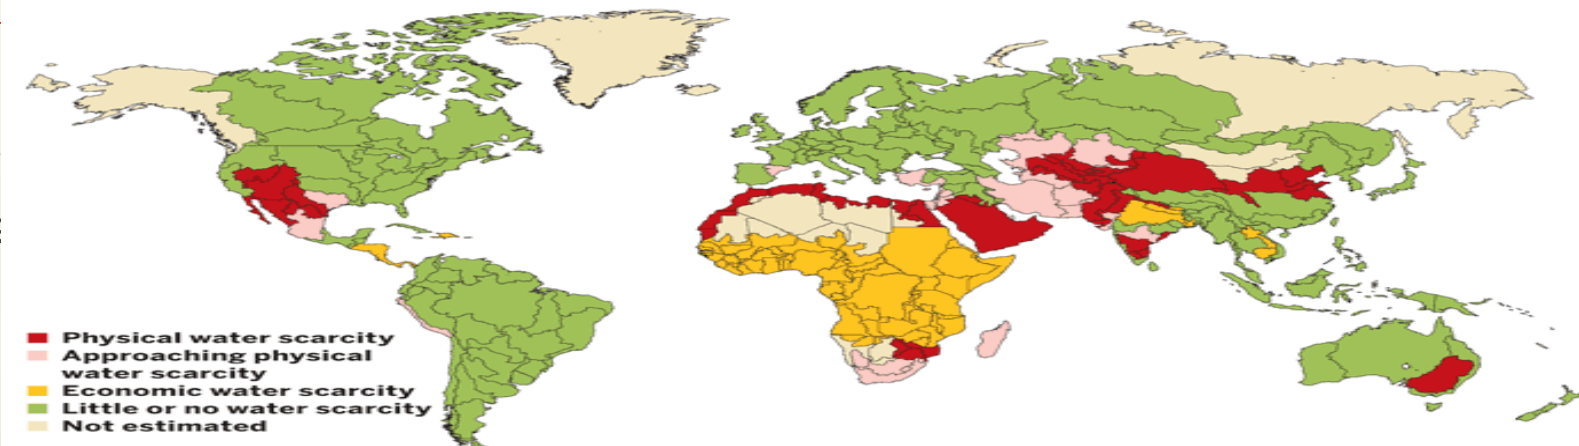 Physical water scarcity
Approaching physical
water scarcity
Economic water scarcity
Little or no water scarcity
Not estimated